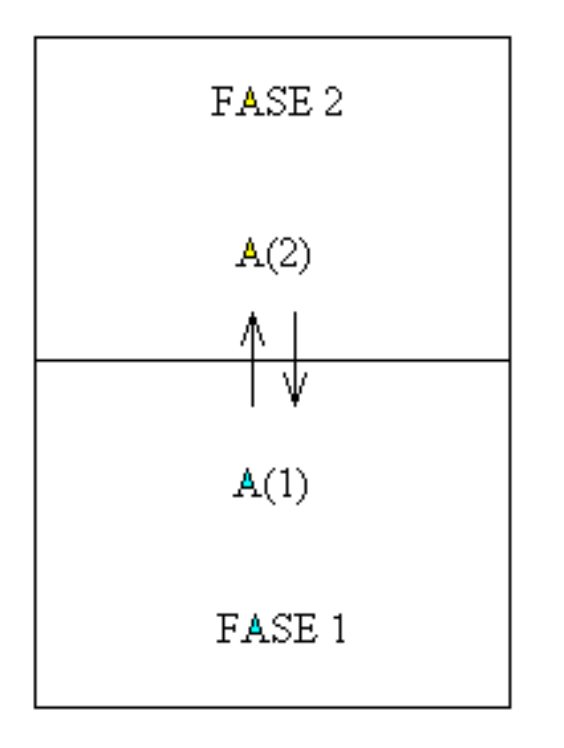 FASE 2
A(2)
A(1)
FASE 1